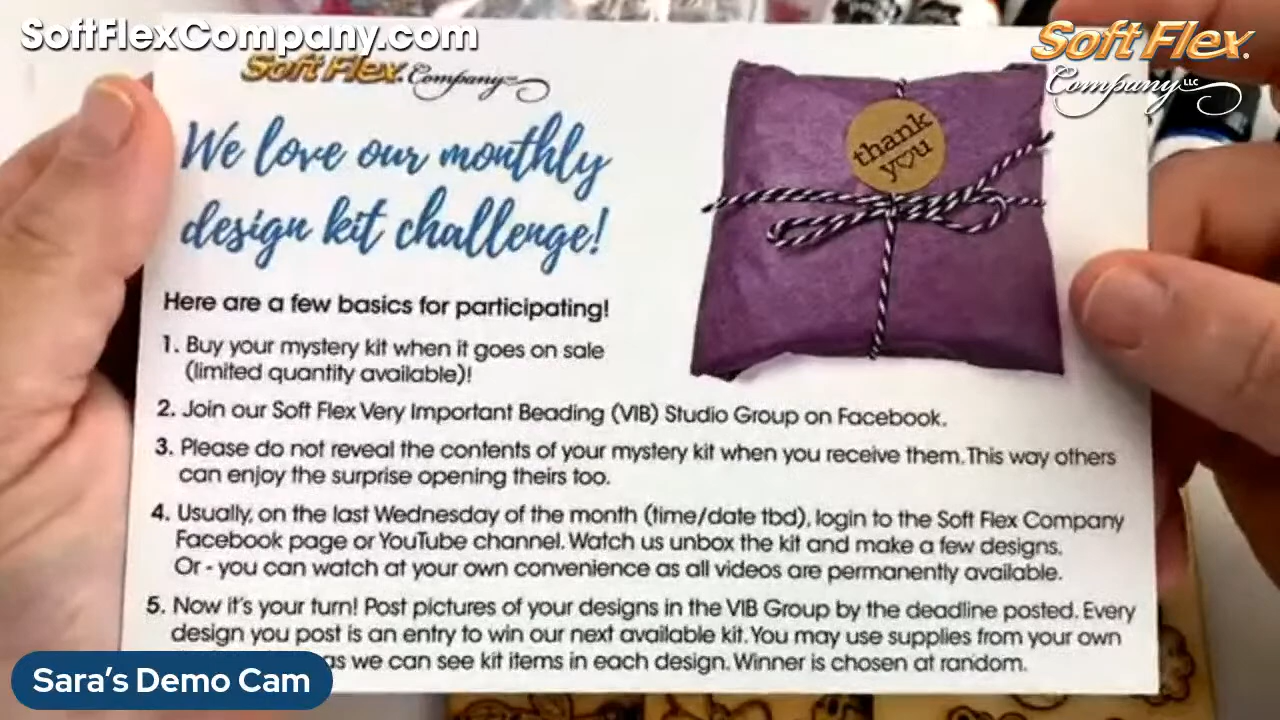 SoftFlexCompany.com
Soft Flex
Company LLC
Soft Flex Company
thank
you
We love our monthly
design kit challenge!
Here are a few basics for participating!
1. Buy your mystery kit when it goes on sale
(limited quantity available)!
2. Join our Soft Flex Very Important Beading (VIB) Studio Group on Facebook.
3. Please do not reveal the contents of your mystery kit when you receive them. This way others
can enjoy the surprise opening theirs too.
4. Usually, on the last Wednesday of the month (time/date tbd), login to the Soft Flex Company
Facebook page or YouTube channel. Watch us unbox the kit and make a few designs.
Or - you can watch at your own convenience as all videos are permanently available.
5. Now it's your turn! Post pictures of your designs in the VIB Group by the deadline posted. Every
design you post is an entry to win our next available kit. You may use supplies from your own
as we can see kit items in each design. Winner is chosen at random.
Sara's Demo Cam